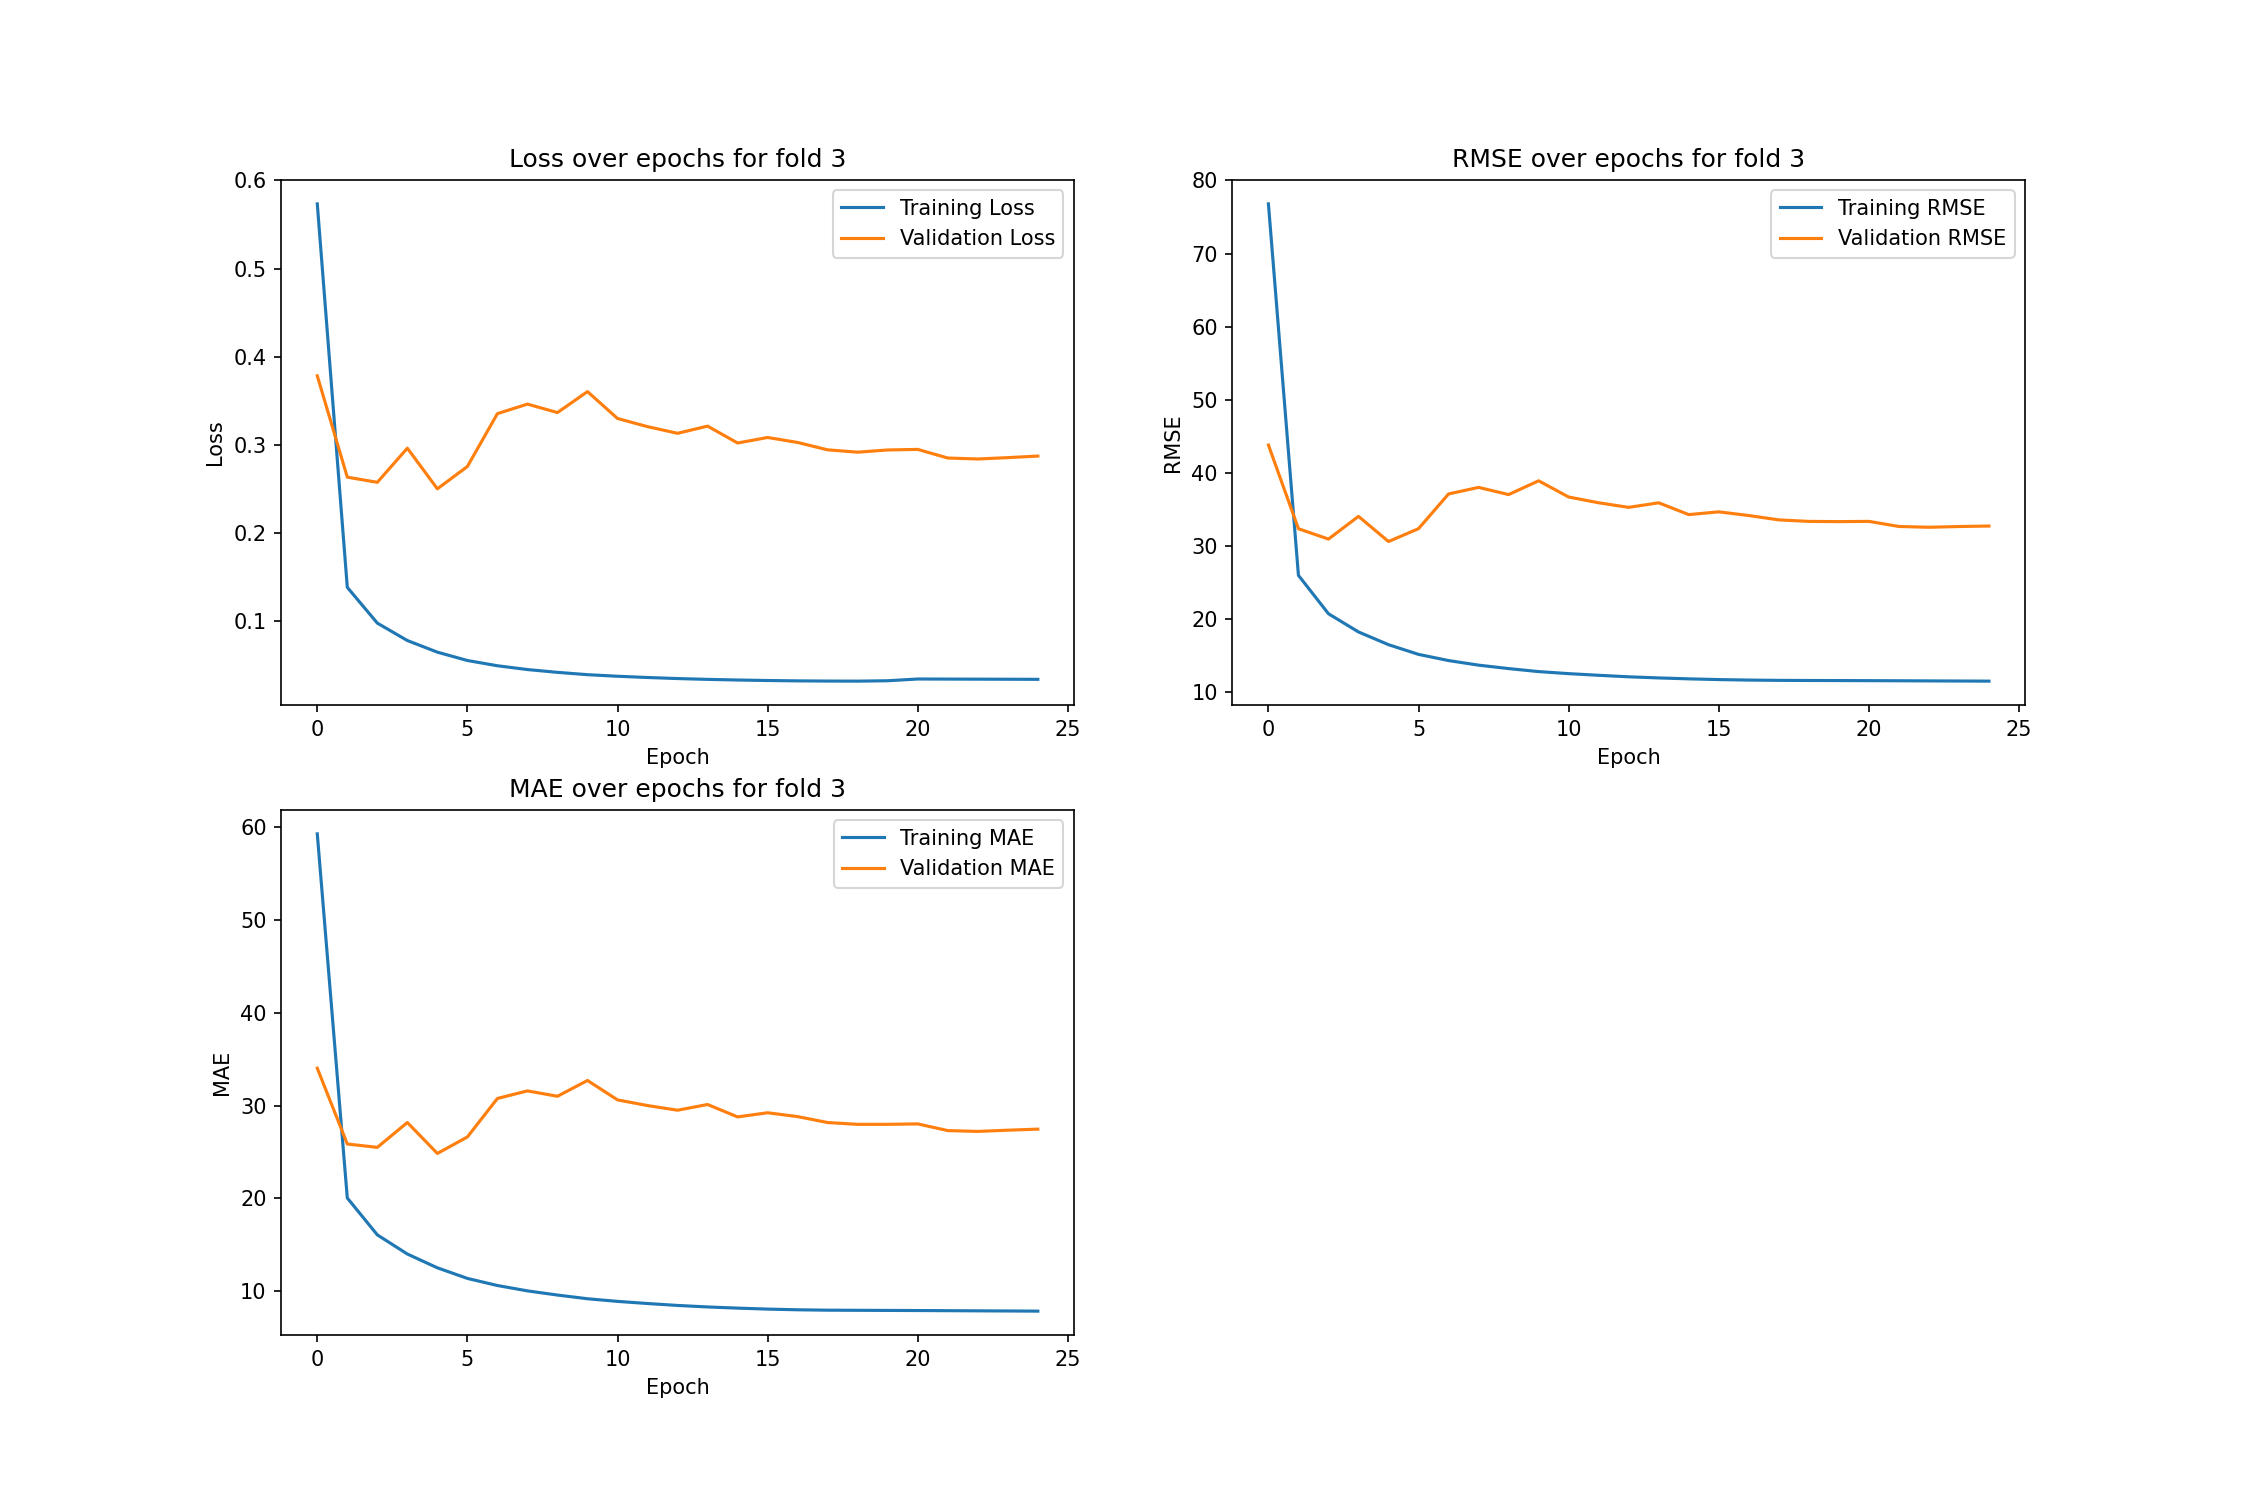 Loss over epochs for fold 3
0.6
0.5
0.4
0.3
0.2
0.1
Loss
Training Loss
Validation Loss
0 5 10 15 20 25
Epoch
RMSE over epochs for fold 3
80
70
60
50
40
30
20
10
RMSE
Training RMSE
Validation RMSE
0 5 10 15 20 25
Epoch
MAE over epochs for fold 3
60
50
40
30
20
10
MAE
Training MAE
Validation MAE
0 5 10 15 20 25
Epoch